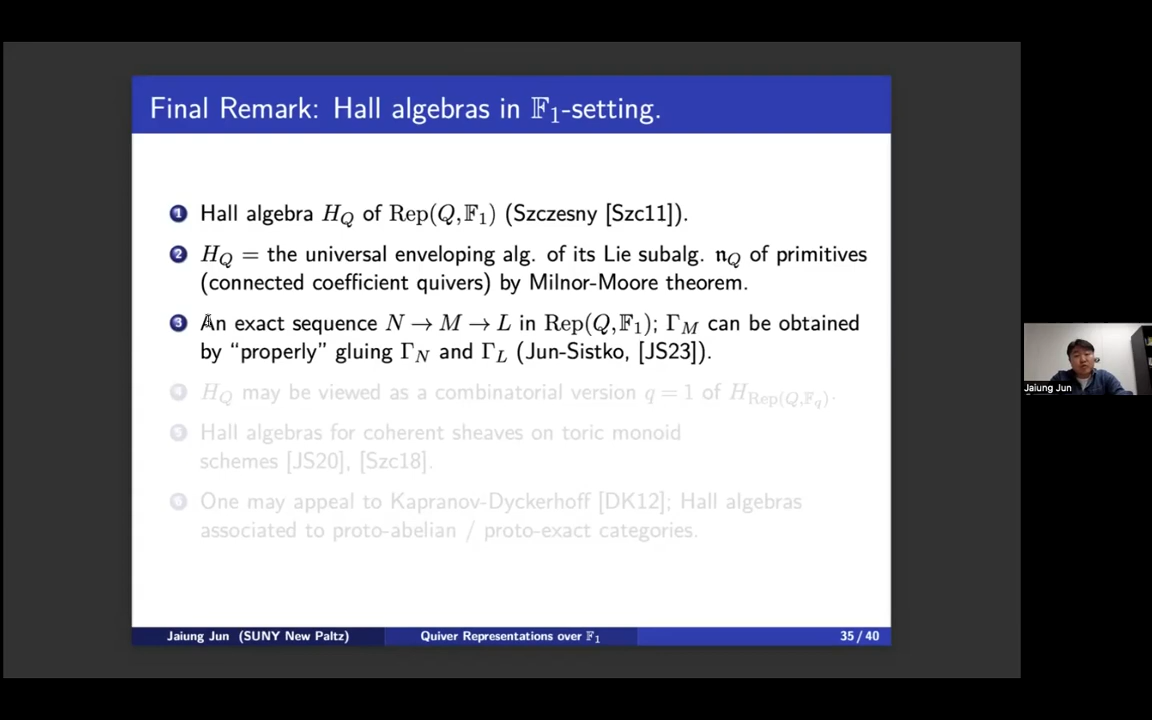 Final Remark: Hall algebras in 𝔽₁-setting.
1 Hall algebra H_Q of Rep(Q, 𝔽₁) (Szczesny [Szc11]).
2 H_Q = the universal enveloping alg. of its Lie subalg. 𝔫_Q of primitives
(connected coefficient quivers) by Milnor-Moore theorem.
3 An exact sequence N → M → L in Rep(Q, 𝔽₁); Γ_M can be obtained
by “properly” gluing Γ_N and Γ_L (Jun-Sistko, [JS23]).
4 H_Q may be viewed as a combinatorial version q = 1 of H_Rep(Q,𝔽_q).
5 Hall algebras for coherent sheaves on toric monoid
schemes [JS20], [Szc18].
6 One may appeal to Kapranov-Dyckerhoff [DK12]; Hall algebras
associated to proto-abelian / proto-exact categories.
Jaiung Jun (SUNY New Paltz) Quiver Representations over 𝔽₁ 35 / 40
Jaiung Jun